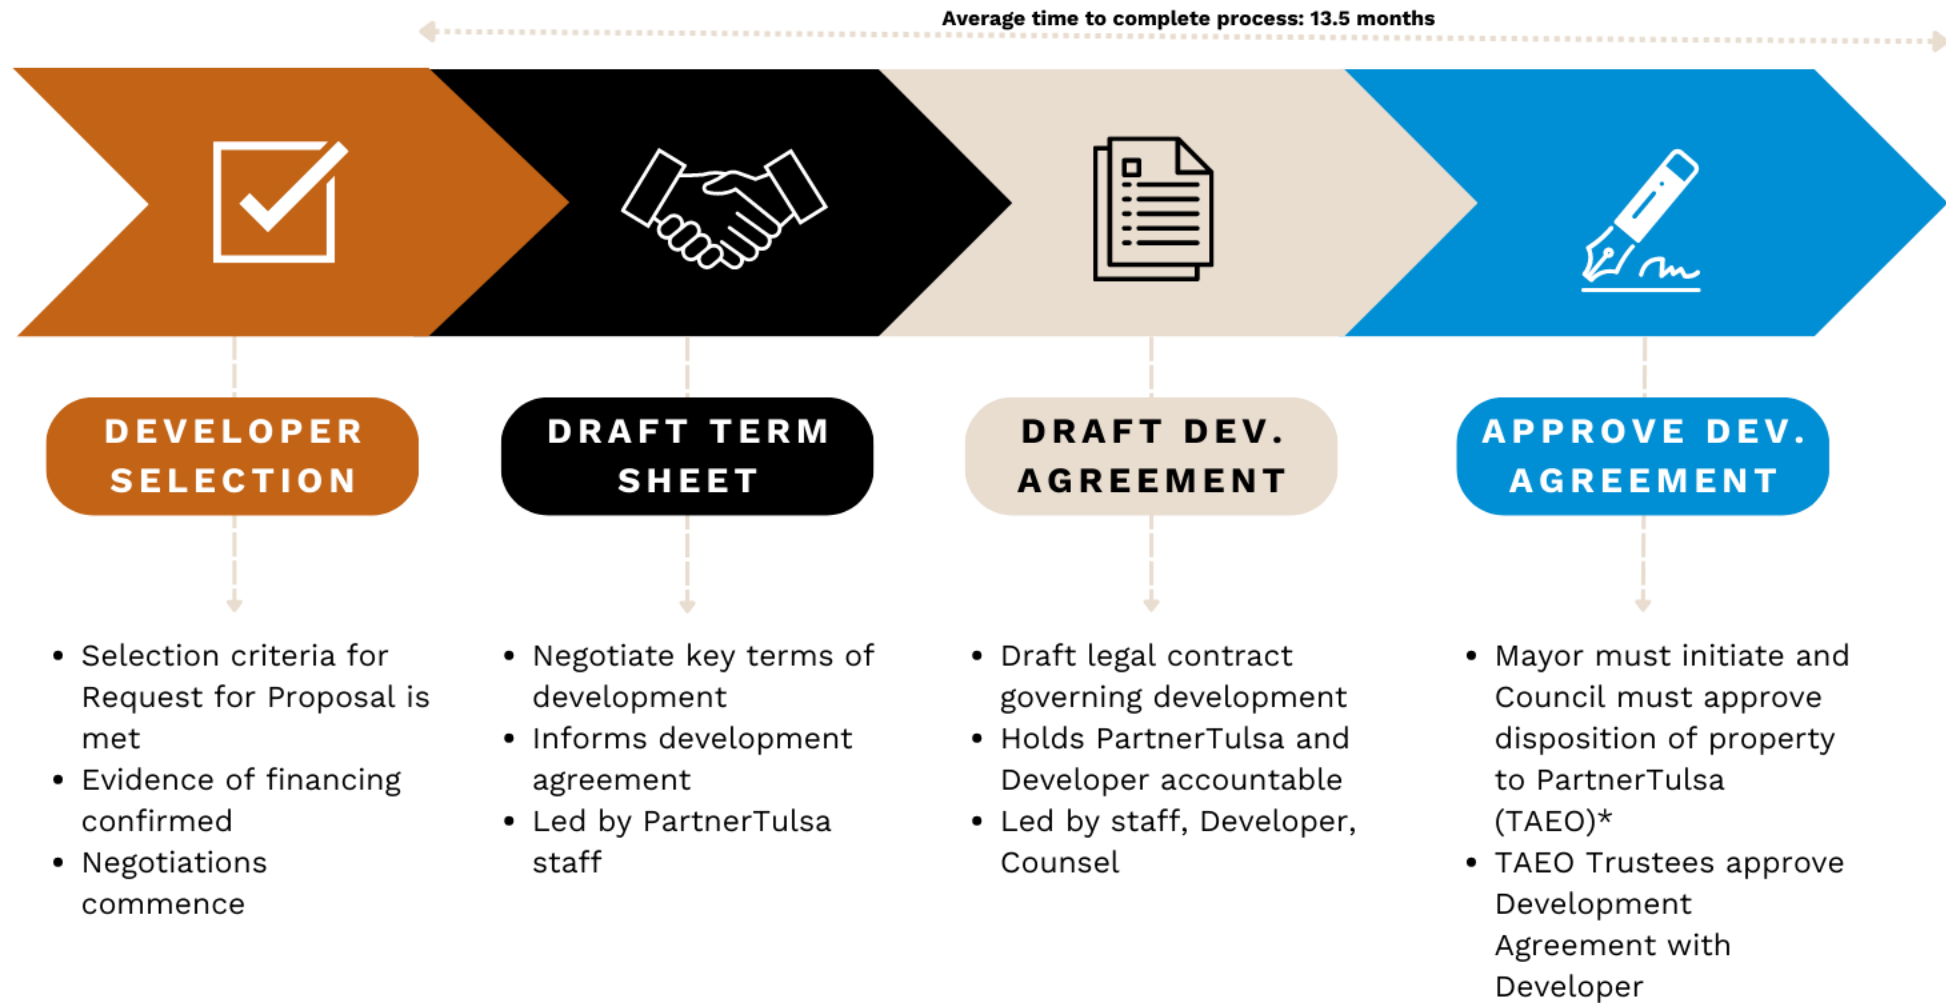 Average time to complete process: 13.5 months
DEVELOPER
SELECTION
DRAFT TERM
SHEET
DRAFT DEV.
AGREEMENT
APPROVE DEV.
AGREEMENT
• Selection criteria for
Request for Proposal is
met
• Evidence of financing
confirmed
• Negotiations
commence
• Negotiate key terms of
development
• Informs development
agreement
• Led by PartnerTulsa
staff
• Draft legal contract
governing development
• Holds PartnerTulsa and
Developer accountable
• Led by staff, Developer,
Counsel
• Mayor must initiate and
Council must approve
disposition of property
to PartnerTulsa
(TAEO)*
• TAEO Trustees approve
Development
Agreement with
Developer